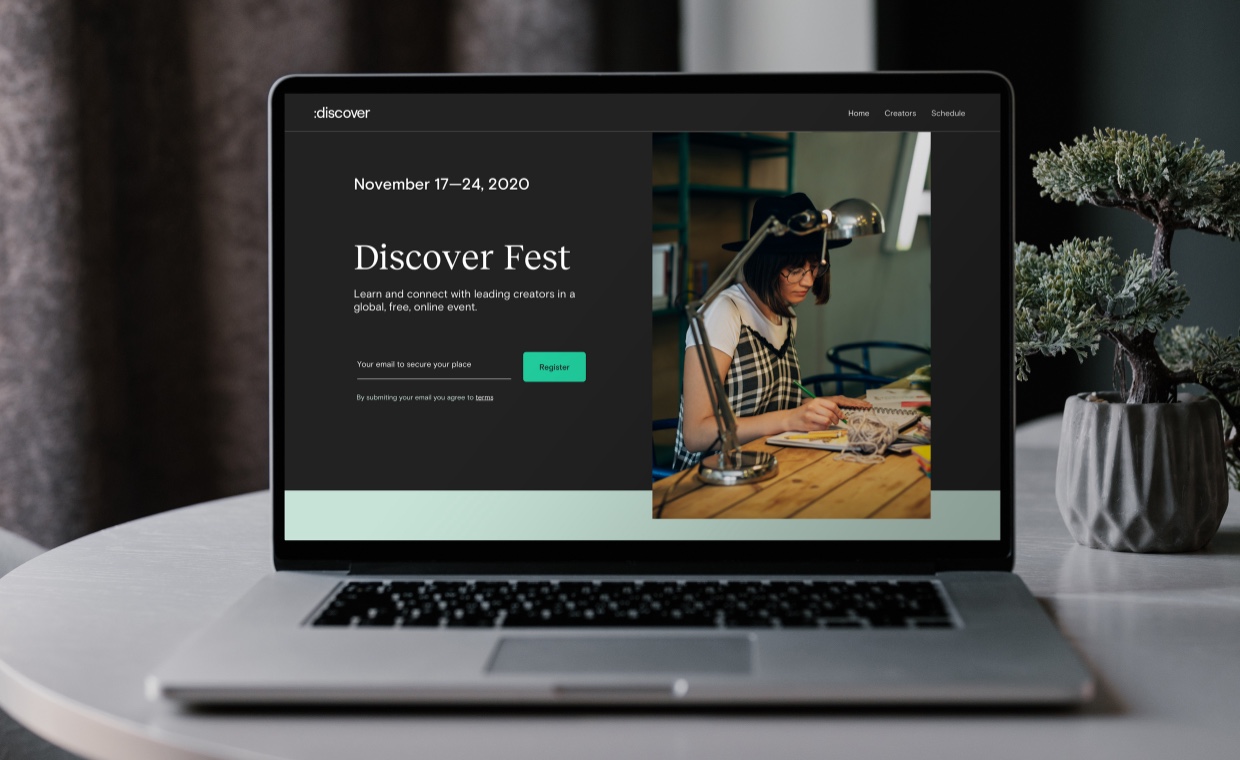 :discover
Home Creators Schedule
November 17—24, 2020
Discover Fest
Learn and connect with leading creators in a
global, free, online event.
Your email to secure your place
Register
By submiting your email you agree to terms